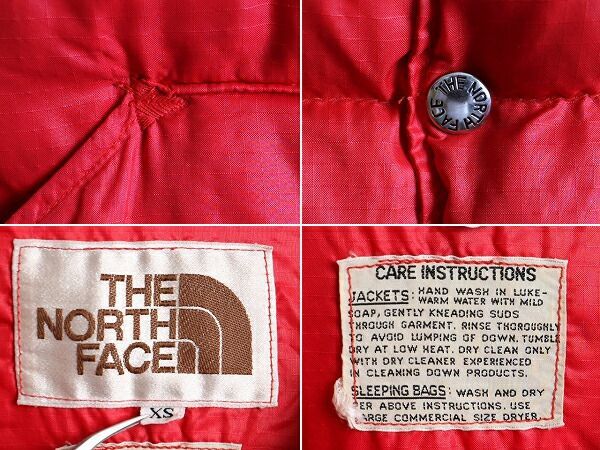 THE NORTH FACE
THE
NORTH
FACE
XS
CARE INSTRUCTIONS
JACKETS: HAND WASH IN LUKE-
WARM WATER WITH MILD
SOAP, GENTLY KNEADING SUDS
THROUGH GARMENT. RINSE THOROUGHLY
TO AVOID LUMPING OF DOWN. TUMBLE
DRY AT LOW HEAT. DRY CLEAN ONLY
WITH DRY CLEANER EXPERIENCED
IN CLEANING DOWN PRODUCTS.
SLEEPING BAGS: WASH AND DRY
PER ABOVE INSTRUCTIONS. USE
LARGE COMMERCIAL SIZE DRYER.